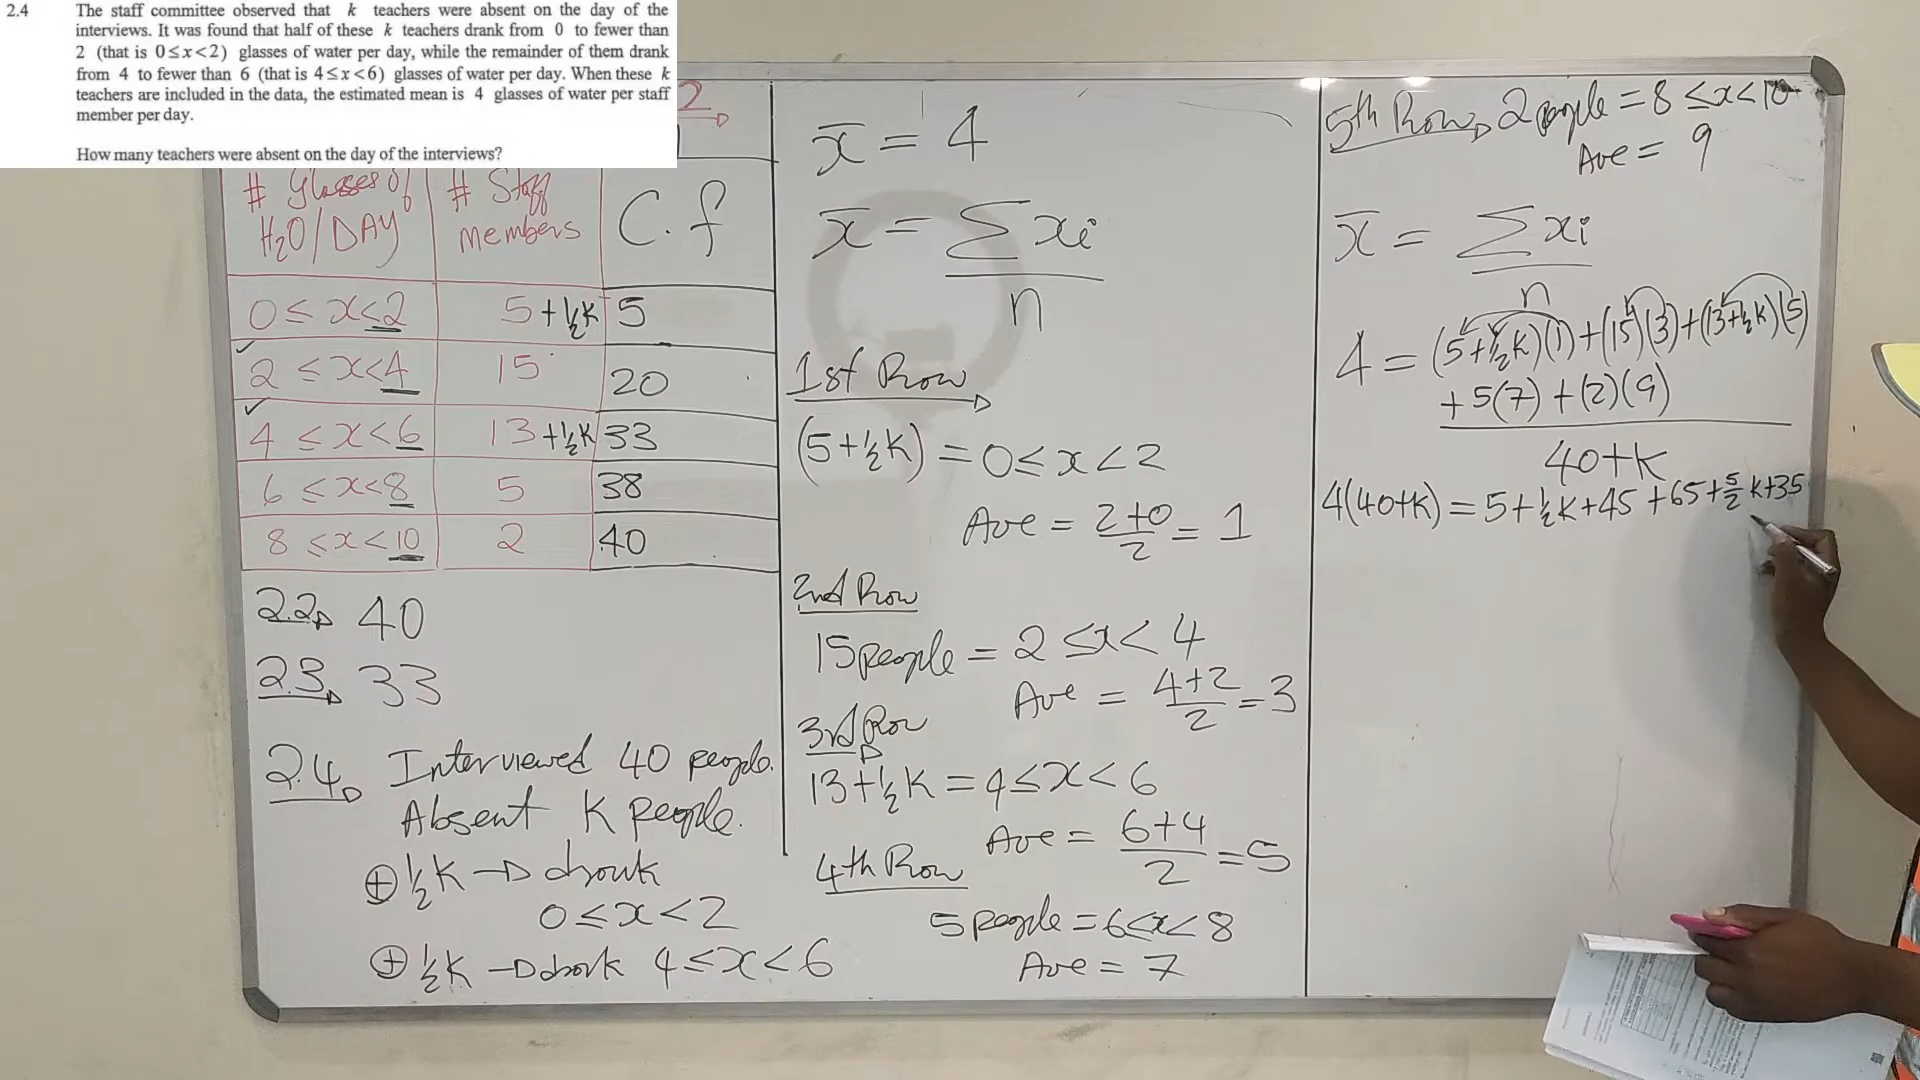 2.4 The staff committee observed that k teachers were absent on the day of the
interviews. It was found that half of these k teachers drank from 0 to fewer than
2 (that is 0≤x<2) glasses of water per day, while the remainder of them drank
from 4 to fewer than 6 (that is 4≤x<6) glasses of water per day. When these k
teachers are included in the data, the estimated mean is 4 glasses of water per staff
member per day.
How many teachers were absent on the day of the interviews?
2
# Glasses of H₂O/DAY # Staff members C.f
0 ≤ x < 2 5 + ½k 5
2 ≤ x < 4 15 20
4 ≤ x < 6 13 + ½k 33
6 ≤ x < 8 5 38
8 ≤ x < 10 2 40
2.2 40
2.3 33
2.4 Interviewed 40 people.
Absent K people.
⊕ ½K → drank
0 ≤ x < 2
⊕ ½K → drank 4 ≤ x < 6
x̄ = 4
x̄ = Σxi
n
1st Row
(5+½K) = 0 ≤ x < 2
Ave = 2+0/2 = 1
2nd Row
15 people = 2 ≤ x < 4
Ave = 4+2/2 = 3
3rd Row
13+½K = 4 ≤ x < 6
Ave = 6+4/2 = 5
4th Row
5 people = 6<x<8
Ave = 7
5th Row 2 people = 8 ≤ x < 10
Ave = 9
x̄ = Σxi
n
4 = (5+½K)(1)+(15)(3)+(13+½K)(5)
+5(7)+(2)(9)
40+K
4(40+K) = 5+½K+45+65+5/2K+35